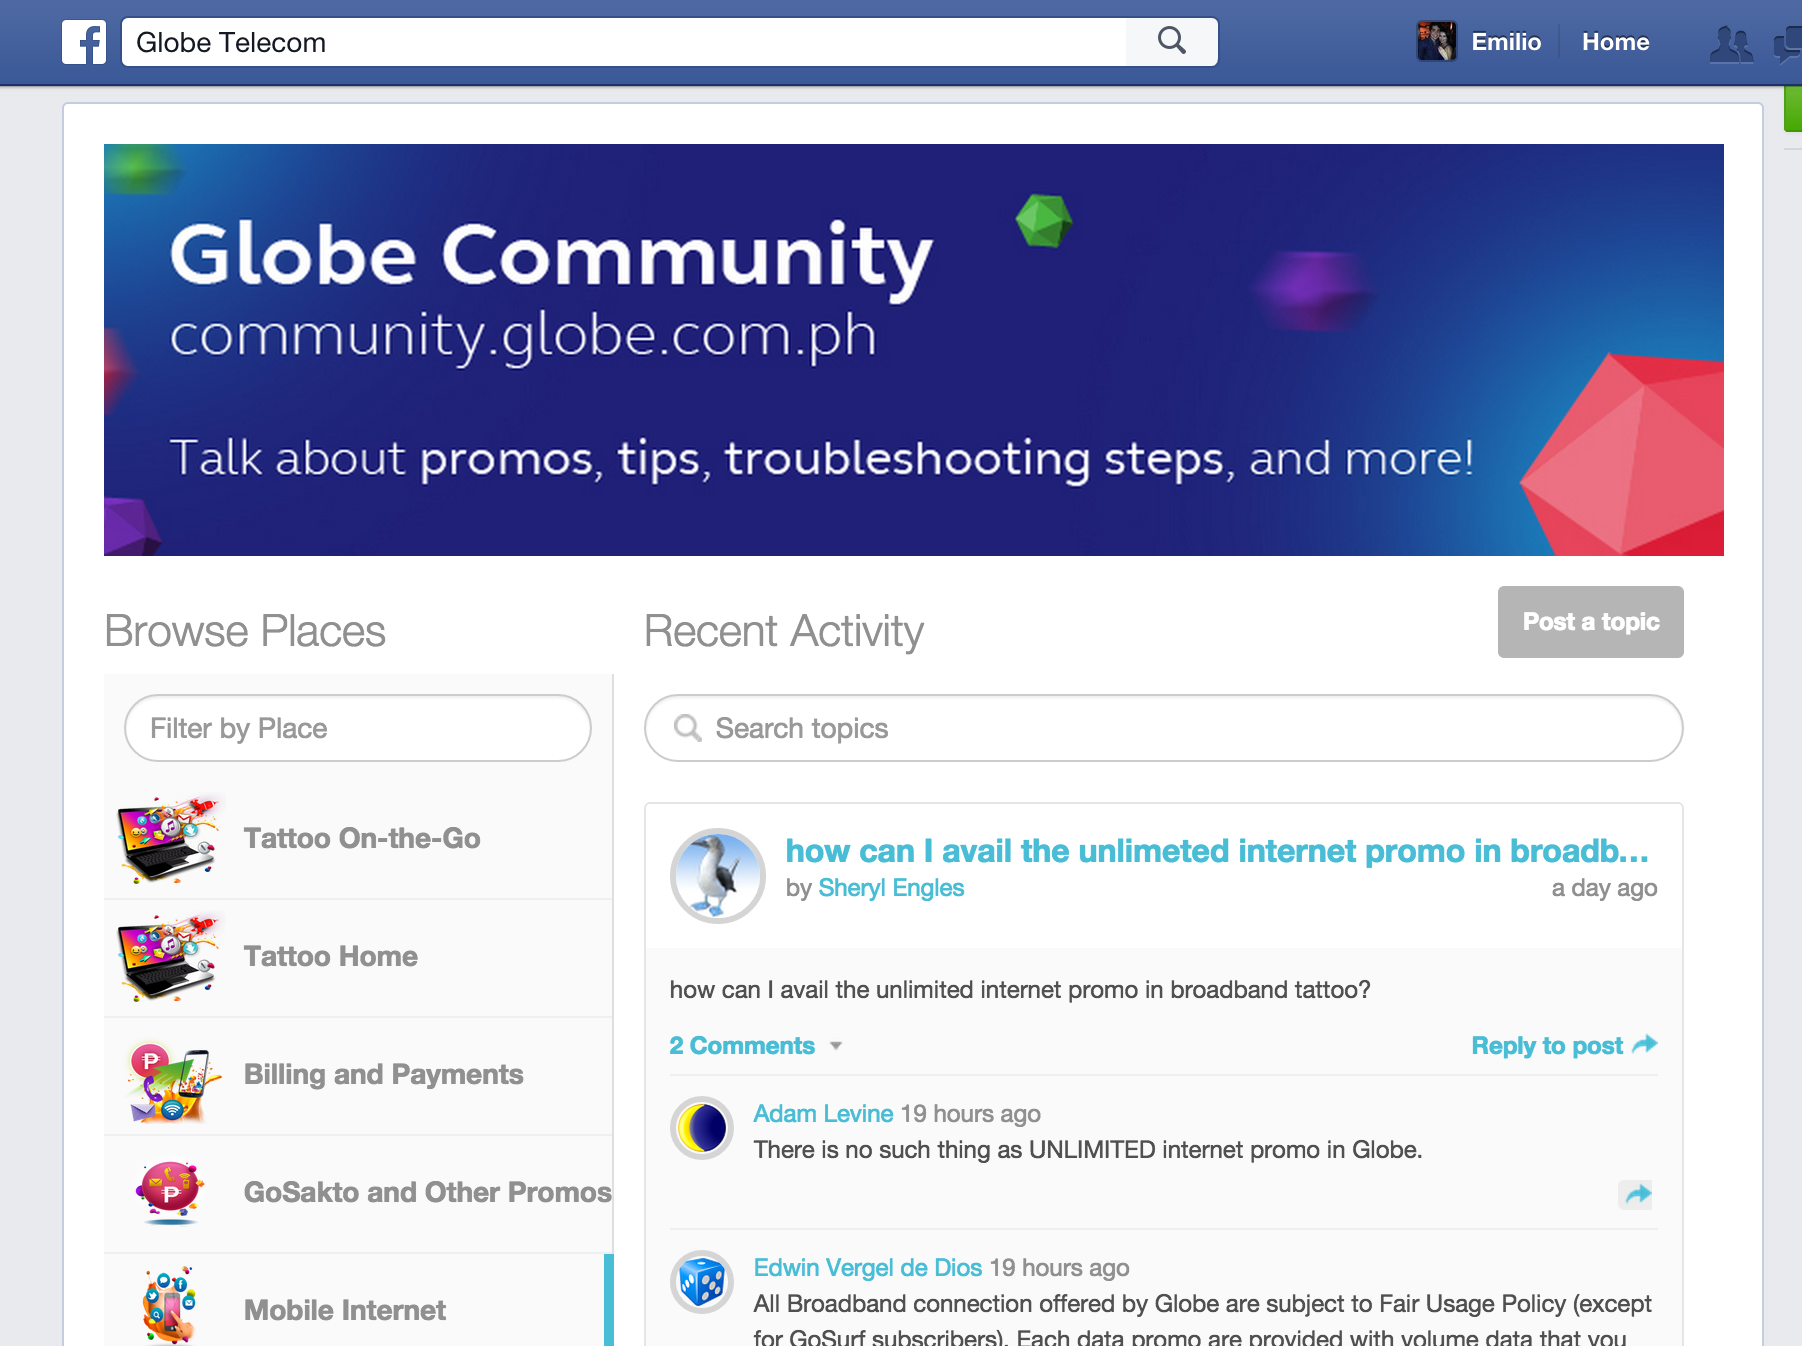 Globe Telecom
Emilio
Home
Globe Community
community.globe.com.ph
Talk about promos, tips, troubleshooting steps, and more!
Browse Places
Recent Activity
Post a topic
Filter by Place
Search topics
Tattoo On-the-Go
Tattoo Home
Billing and Payments
GoSakto and Other Promos
Mobile Internet
how can I avail the unlimeted internet promo in broadb...
by Sheryl Engles
a day ago
how can I avail the unlimited internet promo in broadband tattoo?
2 Comments
Reply to post
Adam Levine 19 hours ago
There is no such thing as UNLIMITED internet promo in Globe.
Edwin Vergel de Dios 19 hours ago
All Broadband connection offered by Globe are subject to Fair Usage Policy (except
for GoSurf subscribers). Each data promo are provided with volume data that you